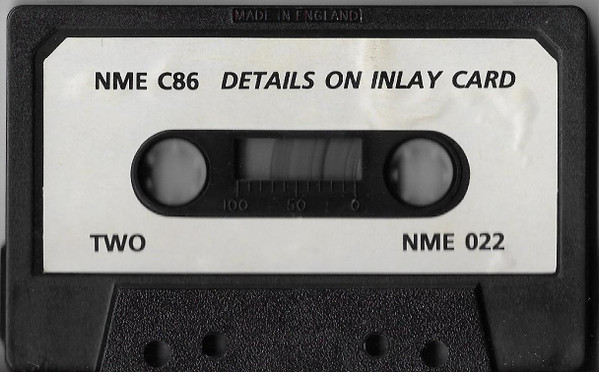 MADE IN ENGLAND
NME C86 DETAILS ON INLAY CARD
100 50 0
TWO NME 022